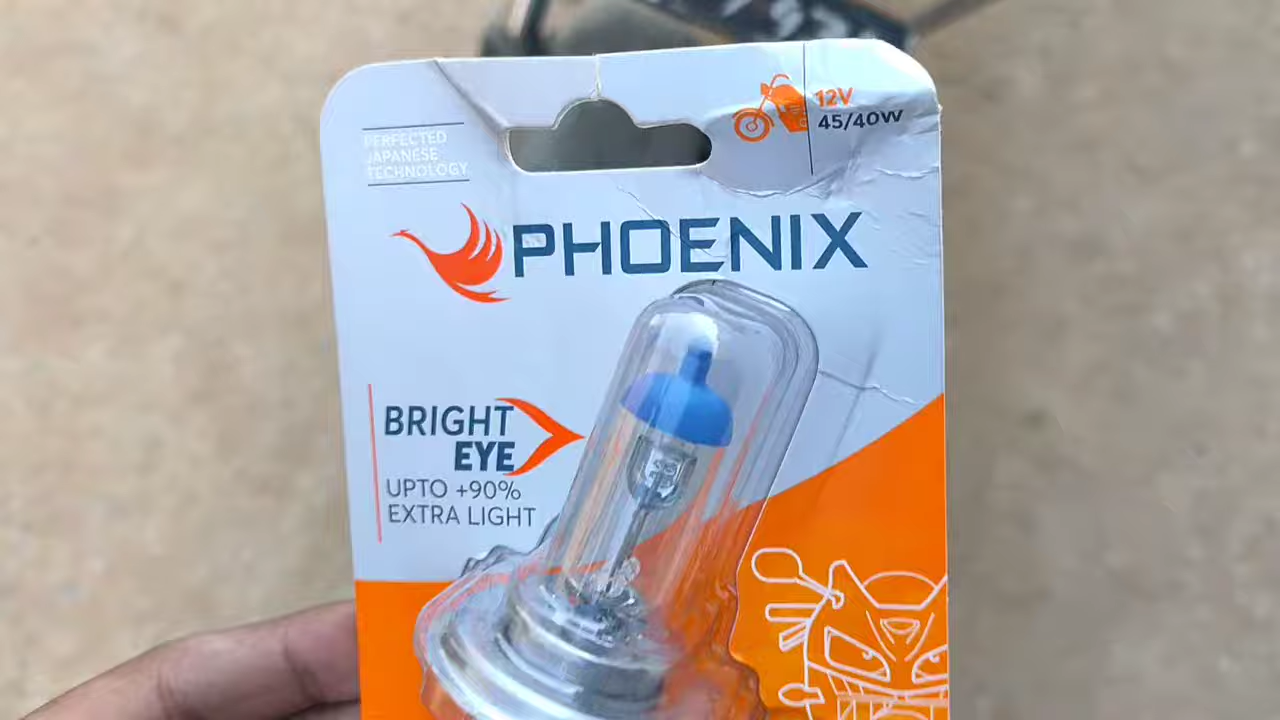 PERFECTED
JAPANESE
TECHNOLOGY
12V
45/40W
PHOENIX
BRIGHT
EYE
UPTO +90%
EXTRA LIGHT